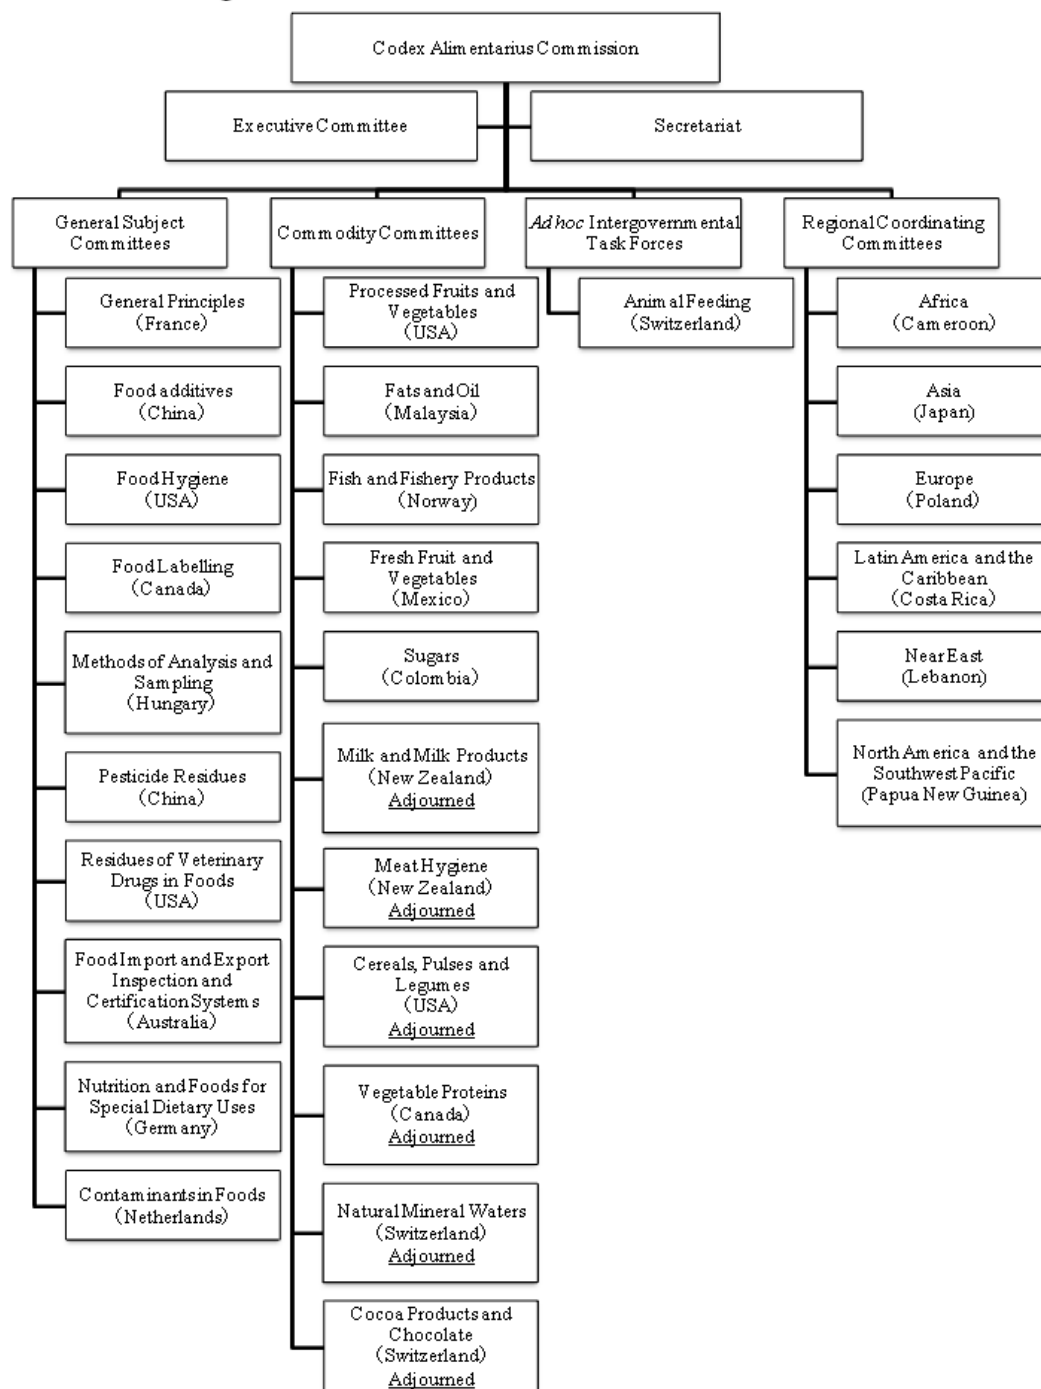 Codex Alimentarius Commission
Executive Committee
Secretariat
General Subject
Committees
General Principles
(France)
Food additives
(China)
Food Hygiene
(USA)
Food Labelling
(Canada)
Methods of Analysis and
Sampling
(Hungary)
Pesticide Residues
(China)
Residues of Veterinary
Drugs in Foods
(USA)
Food Import and Export
Inspection and
Certification Systems
(Australia)
Nutrition and Foods for
Special Dietary Uses
(Germany)
Contaminants in Foods
(Netherlands)
Commodity Committees
Processed Fruits and
Vegetables
(USA)
Fats and Oil
(Malaysia)
Fish and Fishery Products
(Norway)
Fresh Fruit and
Vegetables
(Mexico)
Sugars
(Colombia)
Milk and Milk Products
(New Zealand)
Adjourned
Meat Hygiene
(New Zealand)
Adjourned
Cereals, Pulses and
Legumes
(USA)
Adjourned
Vegetable Proteins
(Canada)
Adjourned
Natural Mineral Waters
(Switzerland)
Adjourned
Cocoa Products and
Chocolate
(Switzerland)
Adjourned
Ad hoc Intergovernmental
Task Forces
Animal Feeding
(Switzerland)
Regional Coordinating
Committees
Africa
(Cameroon)
Asia
(Japan)
Europe
(Poland)
Latin America and the
Caribbean
(Costa Rica)
Near East
(Lebanon)
North America and the
Southwest Pacific
(Papua New Guinea)